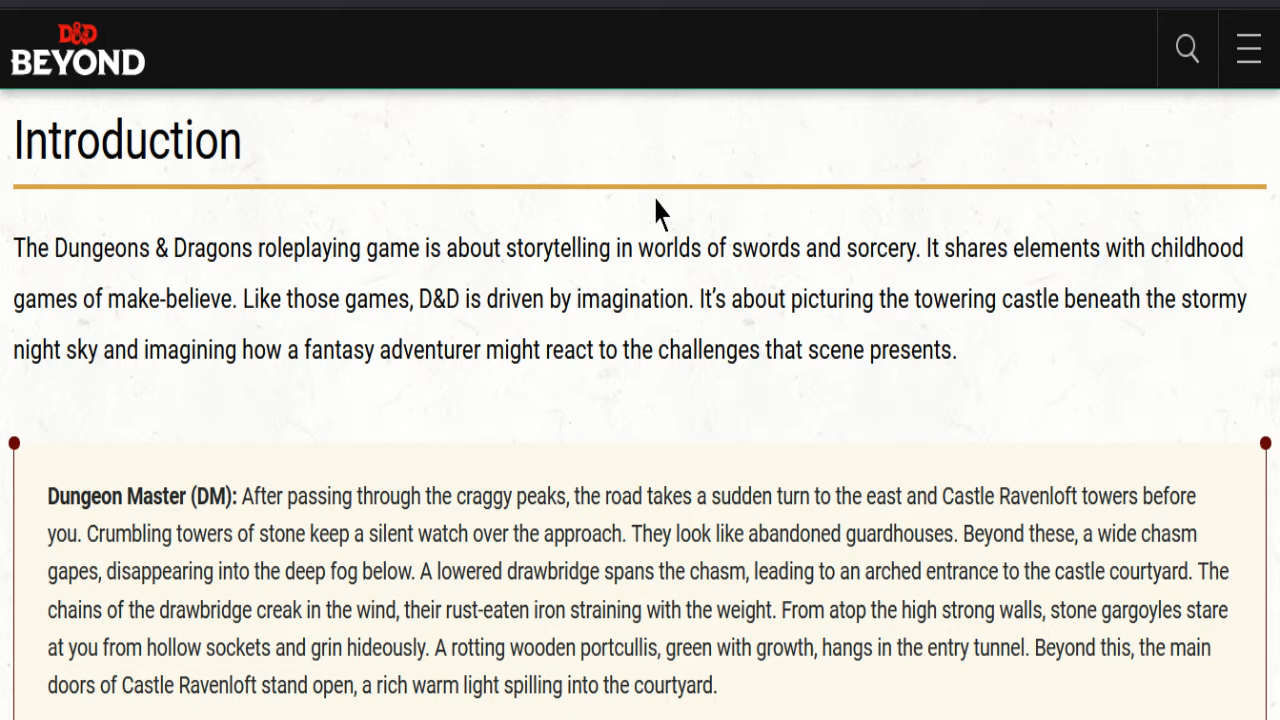 D&D
BEYOND
Introduction
The Dungeons & Dragons roleplaying game is about storytelling in worlds of swords and sorcery. It shares elements with childhood
games of make-believe. Like those games, D&D is driven by imagination. It’s about picturing the towering castle beneath the stormy
night sky and imagining how a fantasy adventurer might react to the challenges that scene presents.
Dungeon Master (DM): After passing through the craggy peaks, the road takes a sudden turn to the east and Castle Ravenloft towers before
you. Crumbling towers of stone keep a silent watch over the approach. They look like abandoned guardhouses. Beyond these, a wide chasm
gapes, disappearing into the deep fog below. A lowered drawbridge spans the chasm, leading to an arched entrance to the castle courtyard. The
chains of the drawbridge creak in the wind, their rust-eaten iron straining with the weight. From atop the high strong walls, stone gargoyles stare
at you from hollow sockets and grin hideously. A rotting wooden portcullis, green with growth, hangs in the entry tunnel. Beyond this, the main
doors of Castle Ravenloft stand open, a rich warm light spilling into the courtyard.